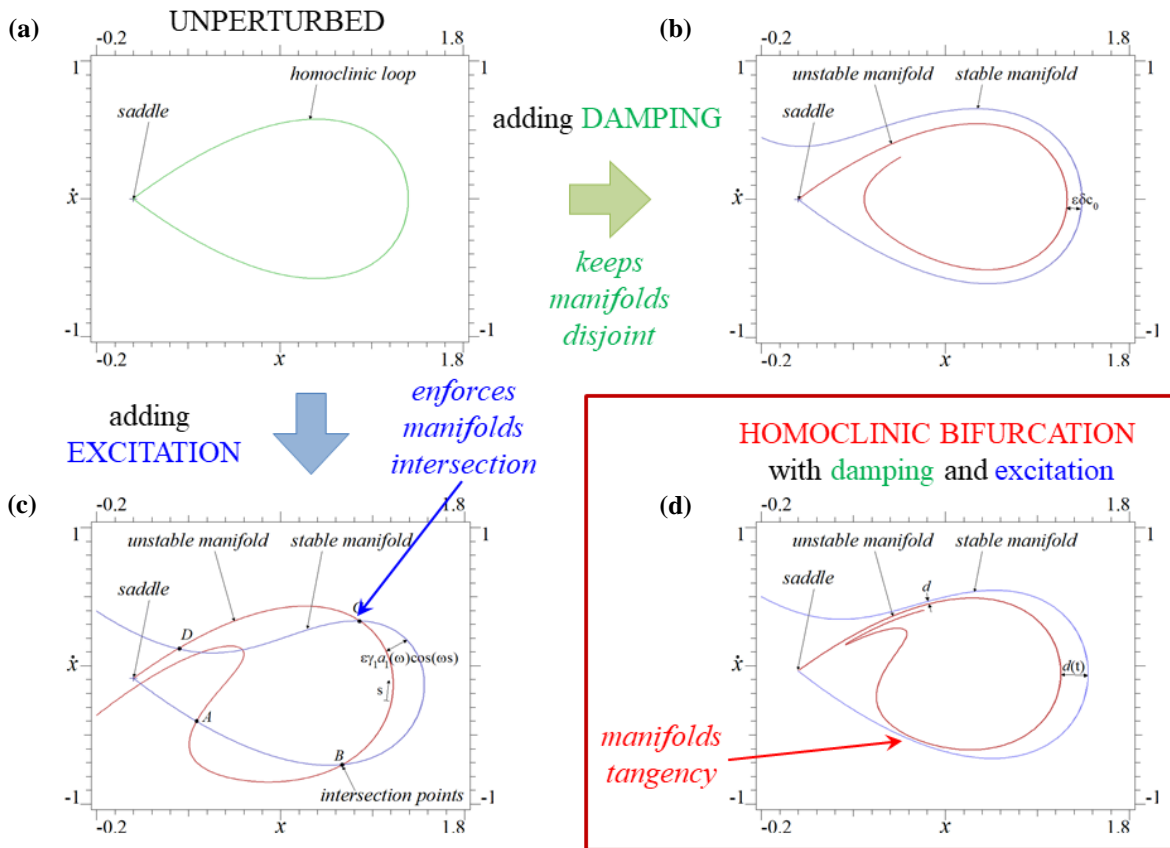 UNPERTURBED
(a)
-0.2
1.8
1
1
homoclinic loop
saddle
ẋ
-1
-1
-0.2
x
1.8
adding DAMPING
keeps
manifolds
disjoint
(b)
-0.2
1.8
1
1
unstable manifold
stable manifold
saddle
ẋ
εδc₀
-1
-1
-0.2
x
1.8
adding
EXCITATION
enforces
manifolds
intersection
(c)
-0.2
1.8
1
1
unstable manifold
stable manifold
saddle
D
C
εγ₁a₁(ω)cos(ωs)
s
ẋ
A
B
intersection points
-1
-1
-0.2
x
1.8
HOMOCLINIC BIFURCATION
with damping and excitation
(d)
-0.2
1.8
1
1
unstable manifold
stable manifold
saddle
d
ẋ
d(t)
manifolds
tangency
-1
-1
-0.2
x
1.8